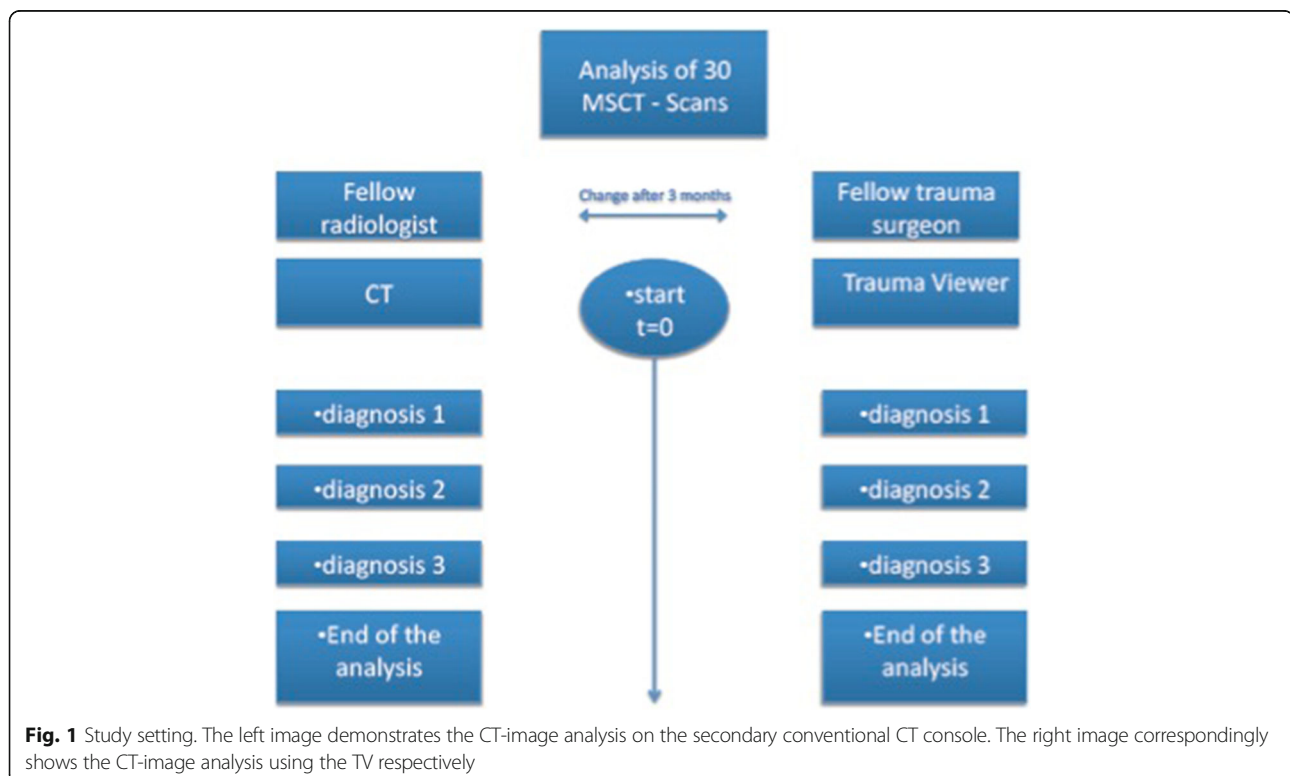 Analysis of 30
MSCT - Scans
Fellow
radiologist
Change after 3 months
Fellow trauma
surgeon
CT
•start
t=0
Trauma Viewer
•diagnosis 1
•diagnosis 1
•diagnosis 2
•diagnosis 2
•diagnosis 3
•diagnosis 3
•End of the
analysis
•End of the
analysis
Fig. 1 Study setting. The left image demonstrates the CT-image analysis on the secondary conventional CT console. The right image correspondingly
shows the CT-image analysis using the TV respectively